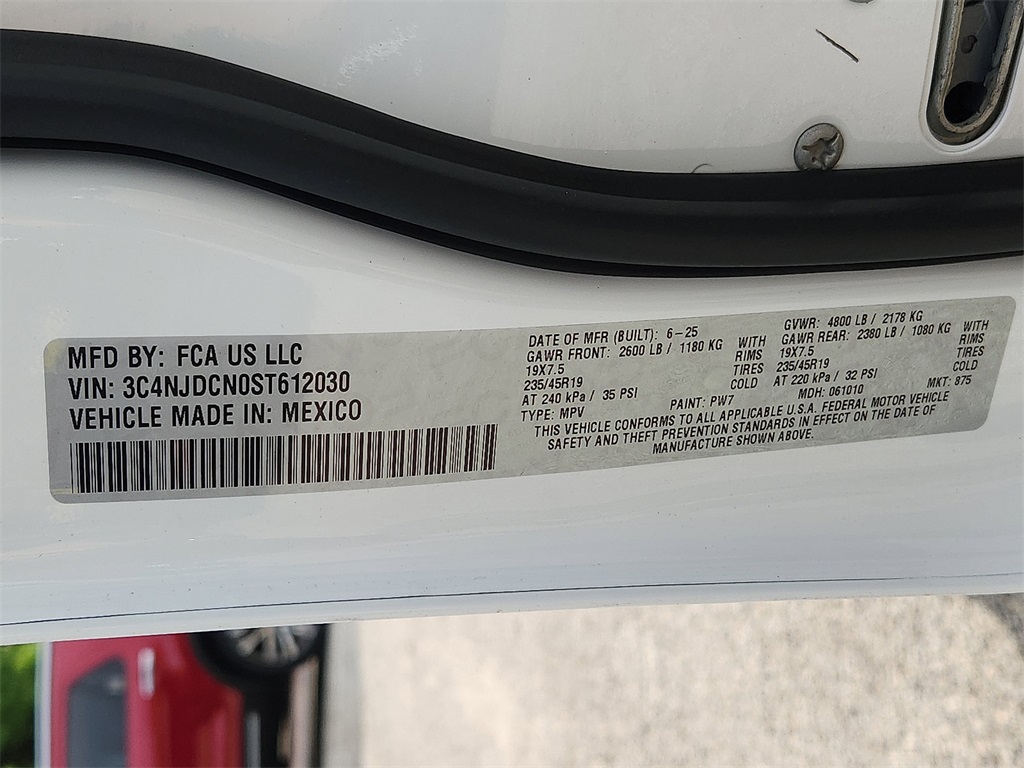 MFD BY: FCA US LLC
VIN: 3C4NJDCN0ST612030
VEHICLE MADE IN: MEXICO
DATE OF MFR (BUILT): 6-25
GAWR FRONT: 2600 LB / 1180 KG WITH
19X7.5 RIMS
235/45R19 TIRES
AT 240 kPa / 35 PSI COLD
TYPE: MPV
PAINT: PW7
GVWR: 4800 LB / 2178 KG
GAWR REAR: 2380 LB / 1080 KG WITH
19X7.5 RIMS
235/45R19 TIRES
AT 220 kPa / 32 PSI COLD
MDH: 061010
MKT: 875
THIS VEHICLE CONFORMS TO ALL APPLICABLE U.S.A. FEDERAL MOTOR VEHICLE
SAFETY AND THEFT PREVENTION STANDARDS IN EFFECT ON THE DATE OF
MANUFACTURE SHOWN ABOVE.